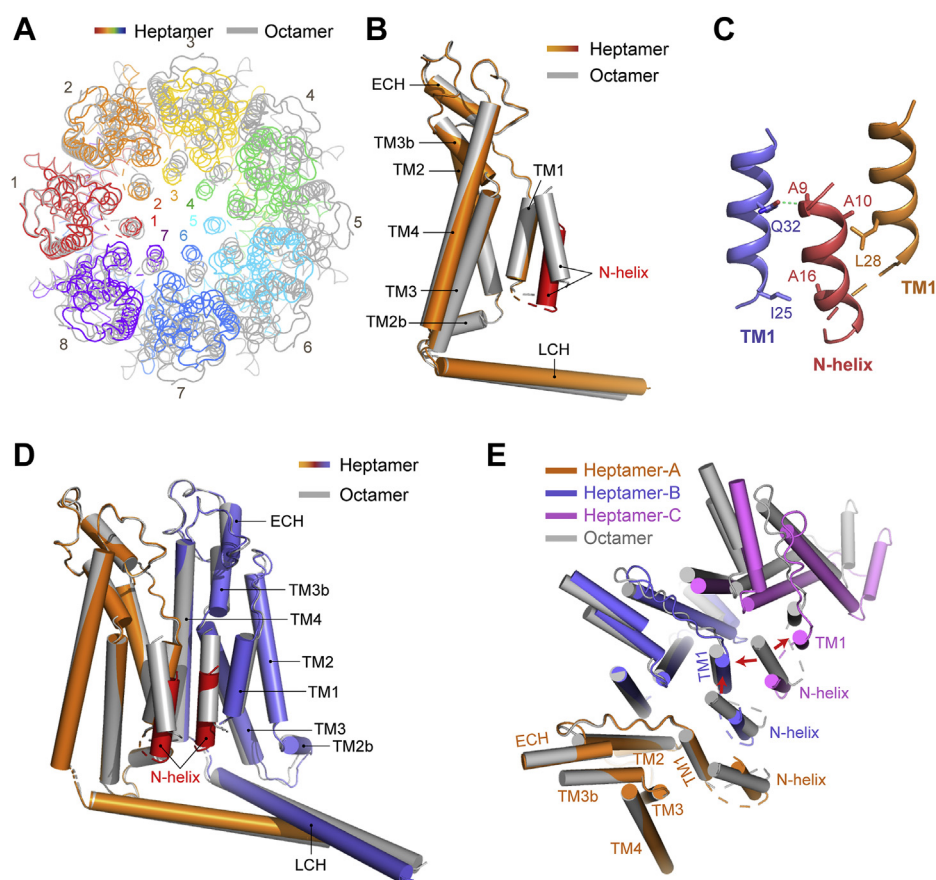 A
Heptamer
Octamer
1
2
3
4
5
6
7
8
1
2
3
4
5
6
7
B
Heptamer
Octamer
ECH
TM3b
TM2
TM1
TM4
N-helix
TM3
TM2b
LCH
C
A9
A10
Q32
L28
A16
I25
TM1
TM1
N-helix
D
Heptamer
Octamer
ECH
TM3b
TM4
TM2
TM1
TM3
TM2b
N-helix
LCH
E
Heptamer-A
Heptamer-B
Heptamer-C
Octamer
TM1
TM1
N-helix
N-helix
ECH
TM2
TM1
N-helix
TM3b
TM3
TM4